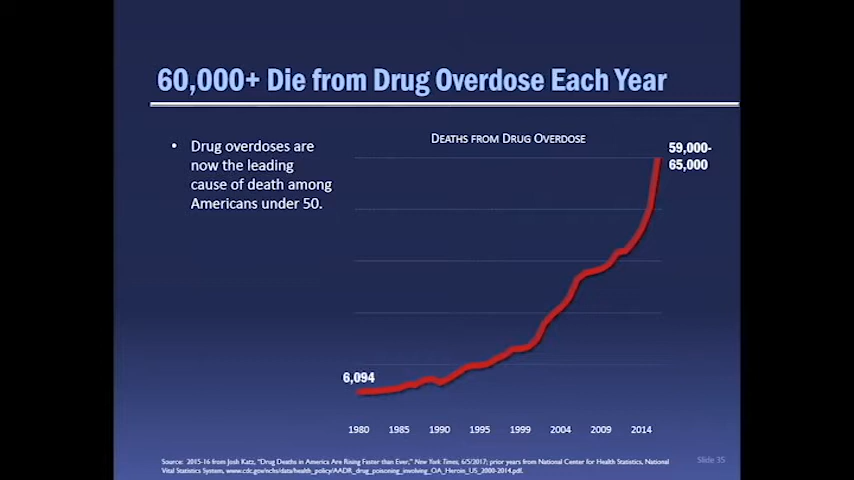 60,000+ Die from Drug Overdose Each Year
• Drug overdoses are
now the leading
cause of death among
Americans under 50.
DEATHS FROM DRUG OVERDOSE
59,000-
65,000
6,094
1980 1985 1990 1995 1999 2004 2009 2014
Source: 2015-16 from Josh Katz, "Drug Deaths in America Are Rising Faster than Ever," New York Times, 6/5/2017; prior years from National Center for Health Statistics, National
Vital Statistics System, www.cdc.gov/nchs/data/health_policy/AADR_drug_poisoning_involving_OA_Heroin_US_2000-2014.pdf.
Slide 35